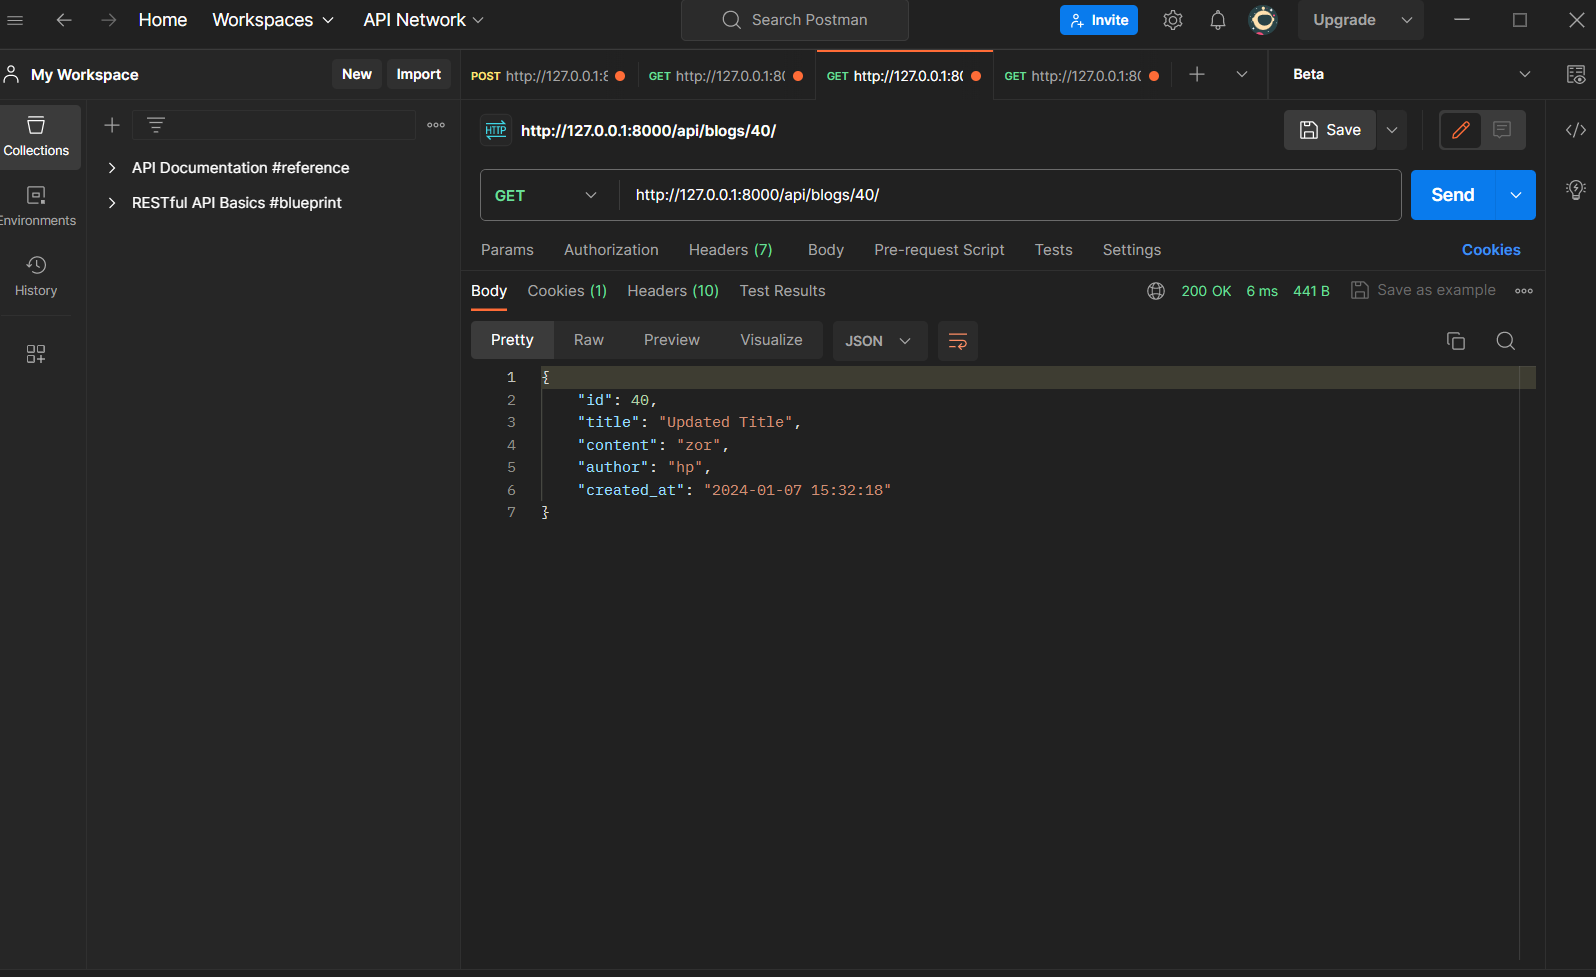 Home Workspaces API Network Search Postman Invite Upgrade
My Workspace New Import POST http://127.0.0.1:8 GET http://127.0.0.1:80 GET http://127.0.0.1:80 GET http://127.0.0.1:80 Beta
Collections
Environments
History
API Documentation #reference
RESTful API Basics #blueprint
HTTP http://127.0.0.1:8000/api/blogs/40/ Save
GET http://127.0.0.1:8000/api/blogs/40/ Send
Params Authorization Headers (7) Body Pre-request Script Tests Settings Cookies
Body Cookies (1) Headers (10) Test Results 200 OK 6 ms 441 B Save as example
Pretty Raw Preview Visualize JSON
1 {
2 "id": 40,
3 "title": "Updated Title",
4 "content": "zor",
5 "author": "hp",
6 "created_at": "2024-01-07 15:32:18"
7 }